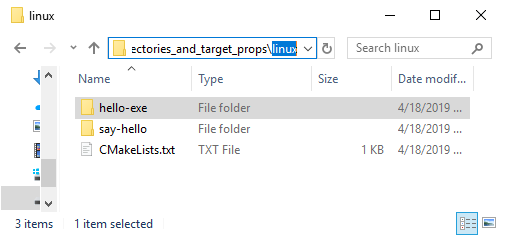 linux
ectories_and_target_props\linux
Search linux
Name Type Size Date modif...
hello-exe File folder 4/18/2019 ...
say-hello File folder 4/18/2019 ...
CMakeLists.txt TXT File 1 KB 4/18/2019 ...
3 items 1 item selected